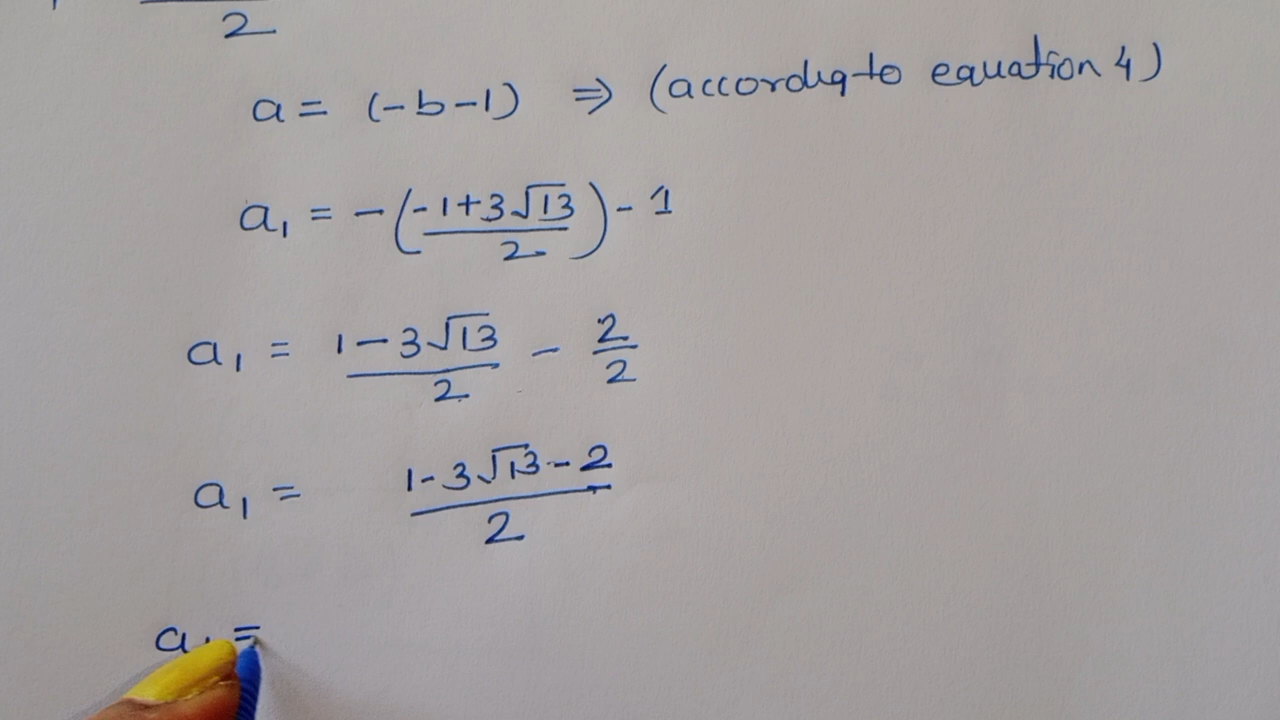 2
a = (-b-1) ⇒ (accordig-to equation 4)
a₁ = -((-1+3√13)/2) - 1
a₁ = (1-3√13)/2 - 2/2
a₁ = (1-3√13-2)/2
a₁ =